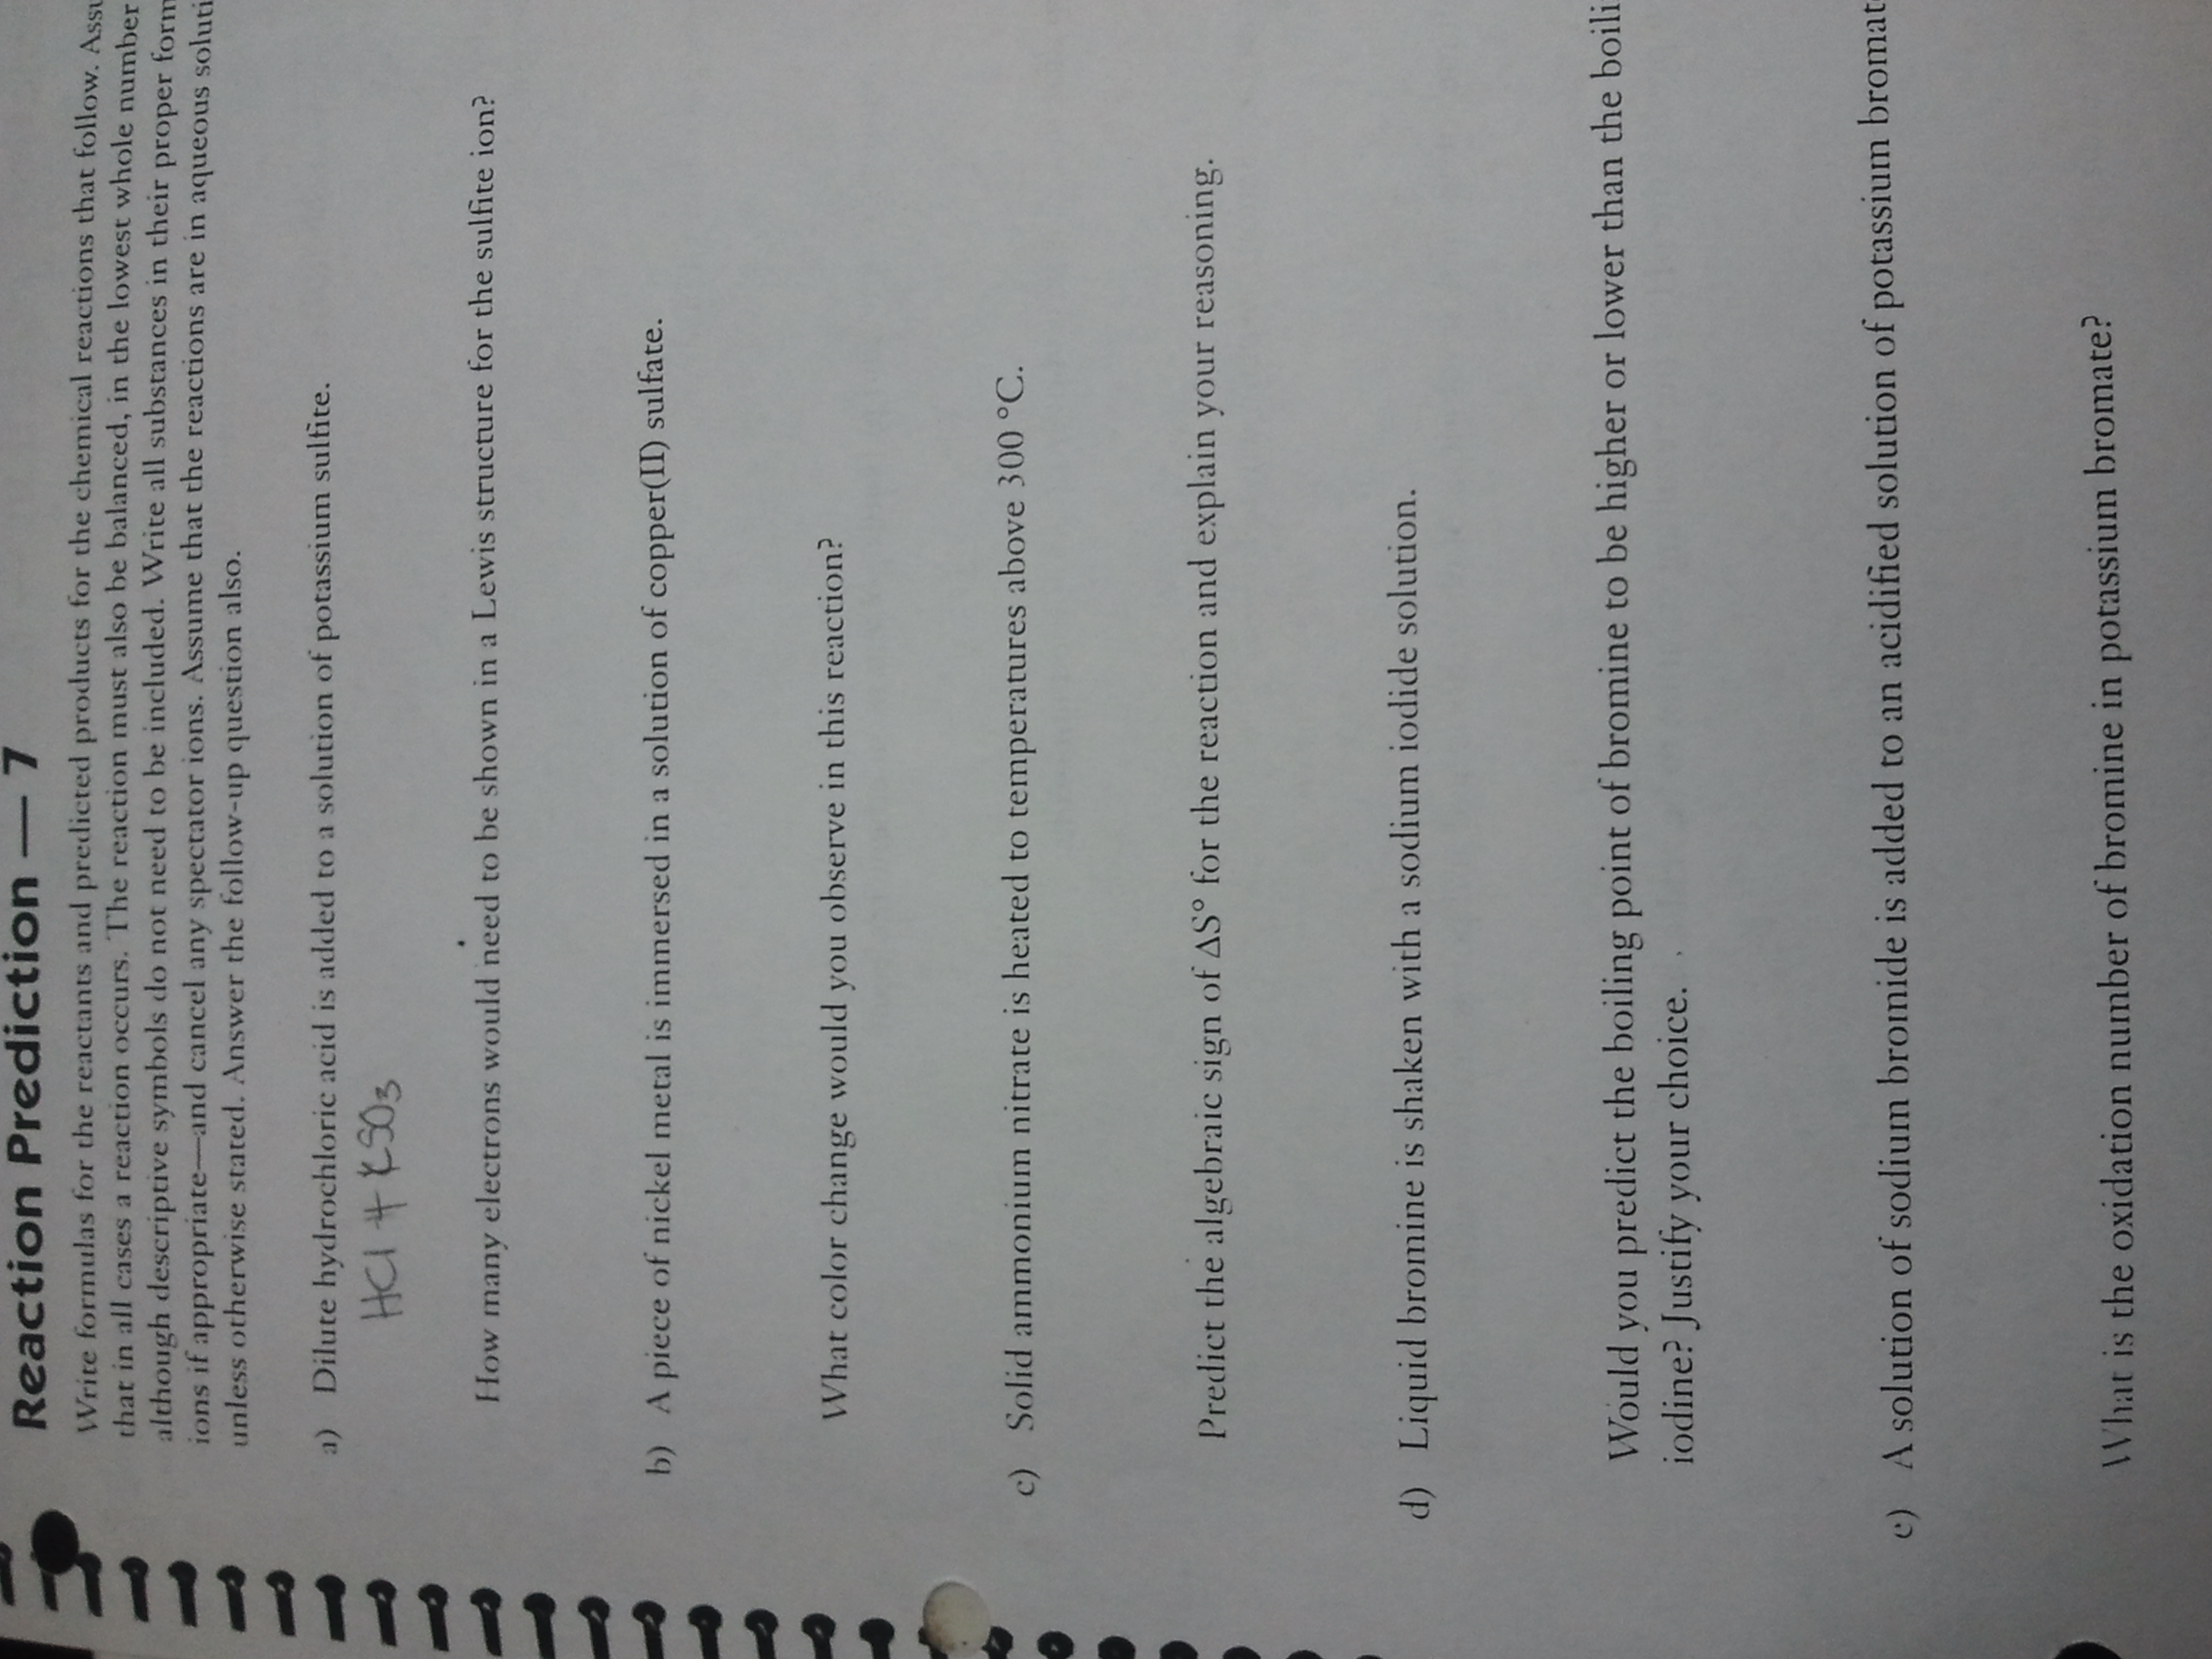 Reaction Prediction — 7
Write formulas for the reactants and predicted products for the chemical reactions that follow. Assu
that in all cases a reaction occurs. The reaction must also be balanced, in the lowest whole number
although descriptive symbols do not need to be included. Write all substances in their proper form
ions if appropriate—and cancel any spectator ions. Assume that the reactions are in aqueous soluti
unless otherwise stated. Answer the follow-up question also.
a) Dilute hydrochloric acid is added to a solution of potassium sulfite.
HCl + KSO3
How many electrons would need to be shown in a Lewis structure for the sulfite ion?
b) A piece of nickel metal is immersed in a solution of copper(II) sulfate.
What color change would you observe in this reaction?
c) Solid ammonium nitrate is heated to temperatures above 300 °C.
Predict the algebraic sign of ΔS° for the reaction and explain your reasoning.
d) Liquid bromine is shaken with a sodium iodide solution.
Would you predict the boiling point of bromine to be higher or lower than the boili
iodine? Justify your choice.
e) A solution of sodium bromide is added to an acidified solution of potassium bromat
What is the oxidation number of bromine in potassium bromate?